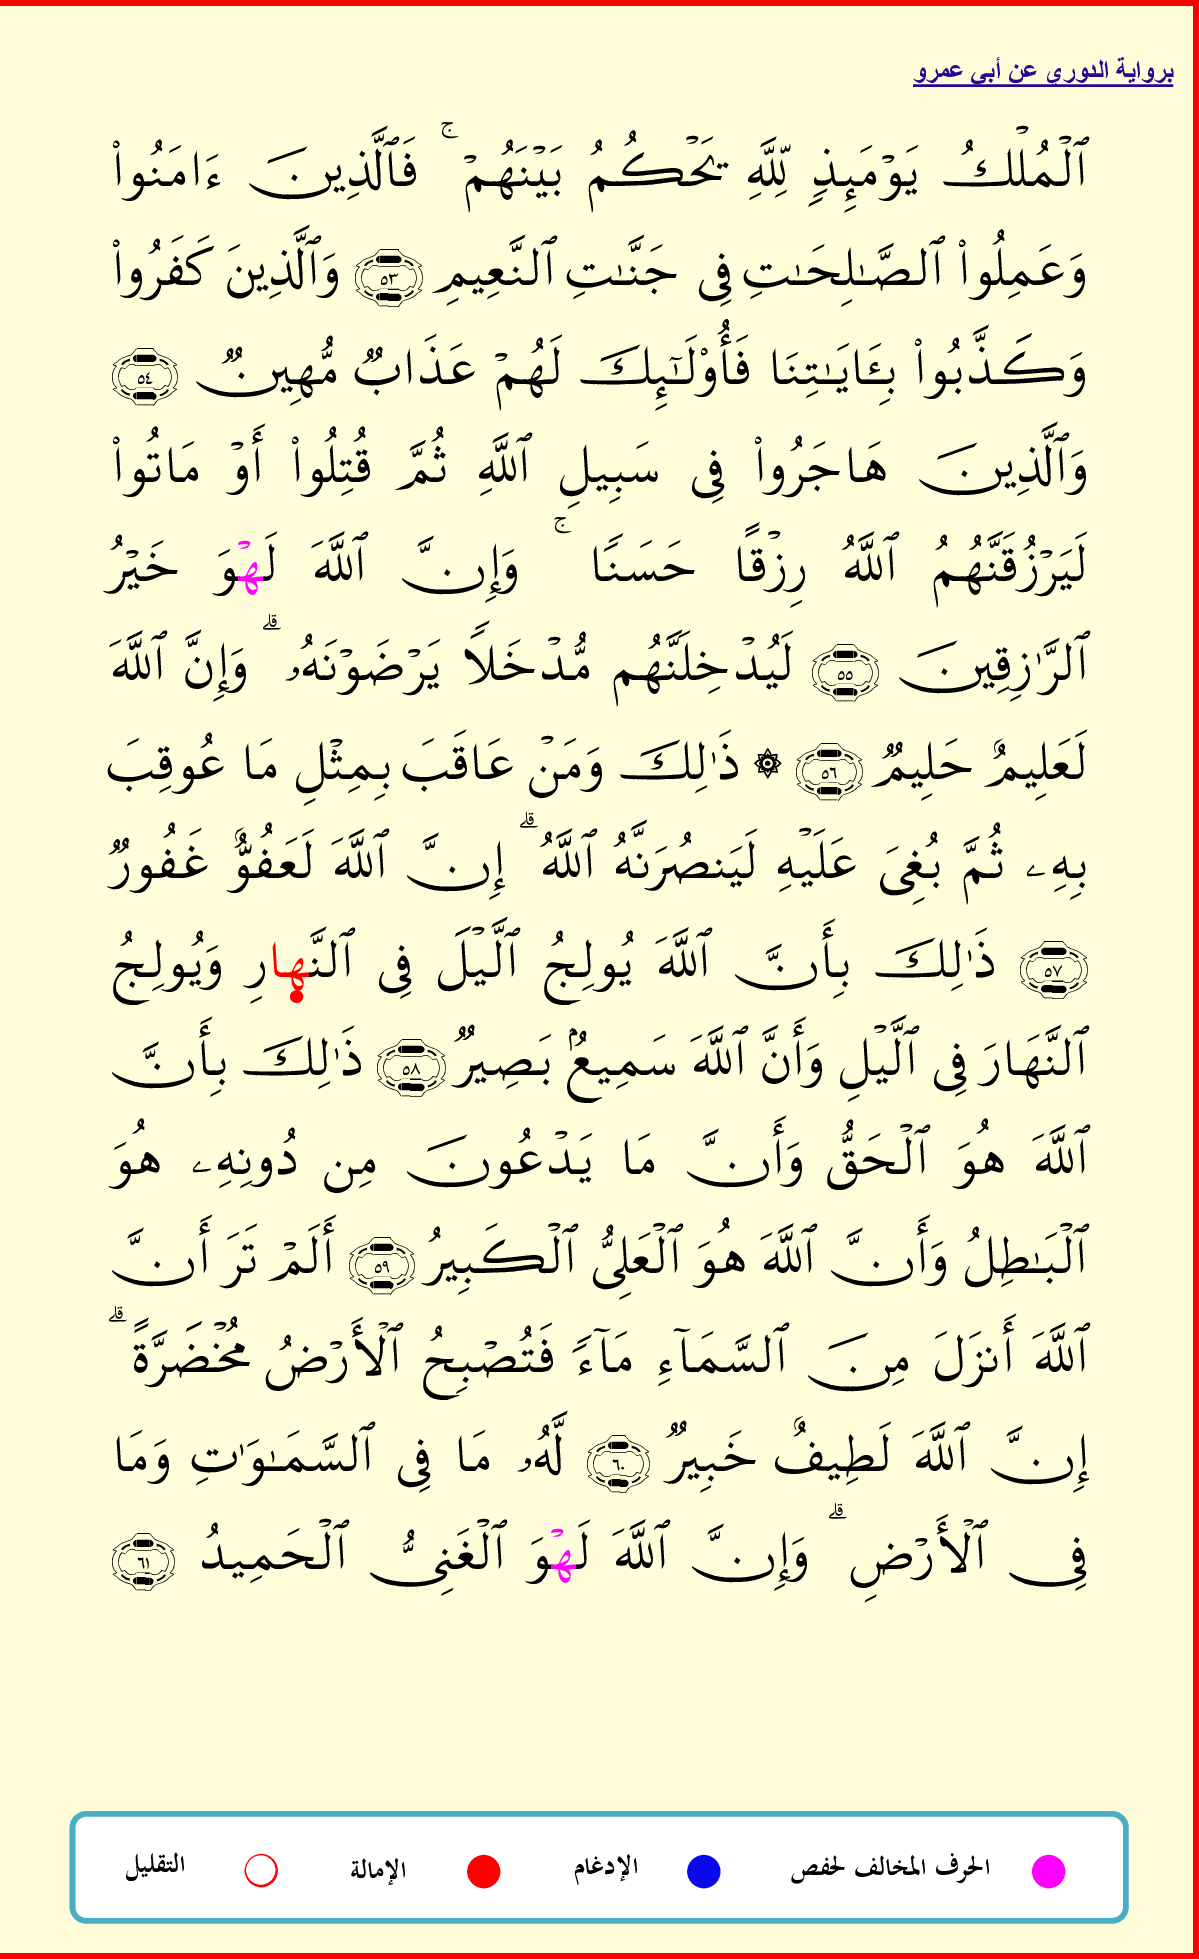 برواية الدوري عن أبي عمرو
ٱلۡمُلۡكُ يَوۡمَئِذٖ لِّلَّهِ يَحۡكُمُ بَيۡنَهُمۡۚ فَٱلَّذِينَ ءَامَنُواْ
وَعَمِلُواْ ٱلصَّٰلِحَٰتِ فِي جَنَّٰتِ ٱلنَّعِيمِ ٥٣ وَٱلَّذِينَ كَفَرُواْ
وَكَذَّبُواْ بِـَٔايَٰتِنَا فَأُوْلَٰٓئِكَ لَهُمۡ عَذَابٞ مُّهِينٞ ٥٤
وَٱلَّذِينَ هَاجَرُواْ فِي سَبِيلِ ٱللَّهِ ثُمَّ قُتِلُواْ أَوۡ مَاتُواْ
لَيَرۡزُقَنَّهُمُ ٱللَّهُ رِزۡقًا حَسَنٗاۚ وَإِنَّ ٱللَّهَ لَهۡوَ خَيۡرُ
ٱلرَّٰزِقِينَ ٥٥ لَيُدۡخِلَنَّهُم مُّدۡخَلٗا يَرۡضَوۡنَهُۥۗ وَإِنَّ ٱللَّهَ
لَعَلِيمٌ حَلِيمٞ ٥٦ ۞ ذَٰلِكَۖ وَمَنۡ عَاقَبَ بِمِثۡلِ مَا عُوقِبَ
بِهِۦ ثُمَّ بُغِيَ عَلَيۡهِ لَيَنصُرَنَّهُ ٱللَّهُۗ إِنَّ ٱللَّهَ لَعَفُوٌّ غَفُورٞ
٥٧ ذَٰلِكَ بِأَنَّ ٱللَّهَ يُولِجُ ٱلَّيۡلَ فِي ٱلنَّهارِ وَيُولِجُ
ٱلنَّهَارَ فِي ٱلَّيۡلِ وَأَنَّ ٱللَّهَ سَمِيعُۢ بَصِيرٞ ٥٨ ذَٰلِكَ بِأَنَّ
ٱللَّهَ هُوَ ٱلۡحَقُّ وَأَنَّ مَا يَدۡعُونَ مِن دُونِهِۦ هُوَ
ٱلۡبَٰطِلُ وَأَنَّ ٱللَّهَ هُوَ ٱلۡعَلِيُّ ٱلۡكَبِيرُ ٥٩ أَلَمۡ تَرَ أَنَّ
ٱللَّهَ أَنزَلَ مِنَ ٱلسَّمَآءِ مَآءٗ فَتُصۡبِحُ ٱلۡأَرۡضُ مُخۡضَرَّةًۗ
إِنَّ ٱللَّهَ لَطِيفٌ خَبِيرٞ ٦٠ لَّهُۥ مَا فِي ٱلسَّمَٰوَٰتِ وَمَا
فِي ٱلۡأَرۡضِۗ وَإِنَّ ٱللَّهَ لَهۡوَ ٱلۡغَنِيُّ ٱلۡحَمِيدُ ٦١
الحرف المخالف لحفص الإدغام الإمالة التقليل